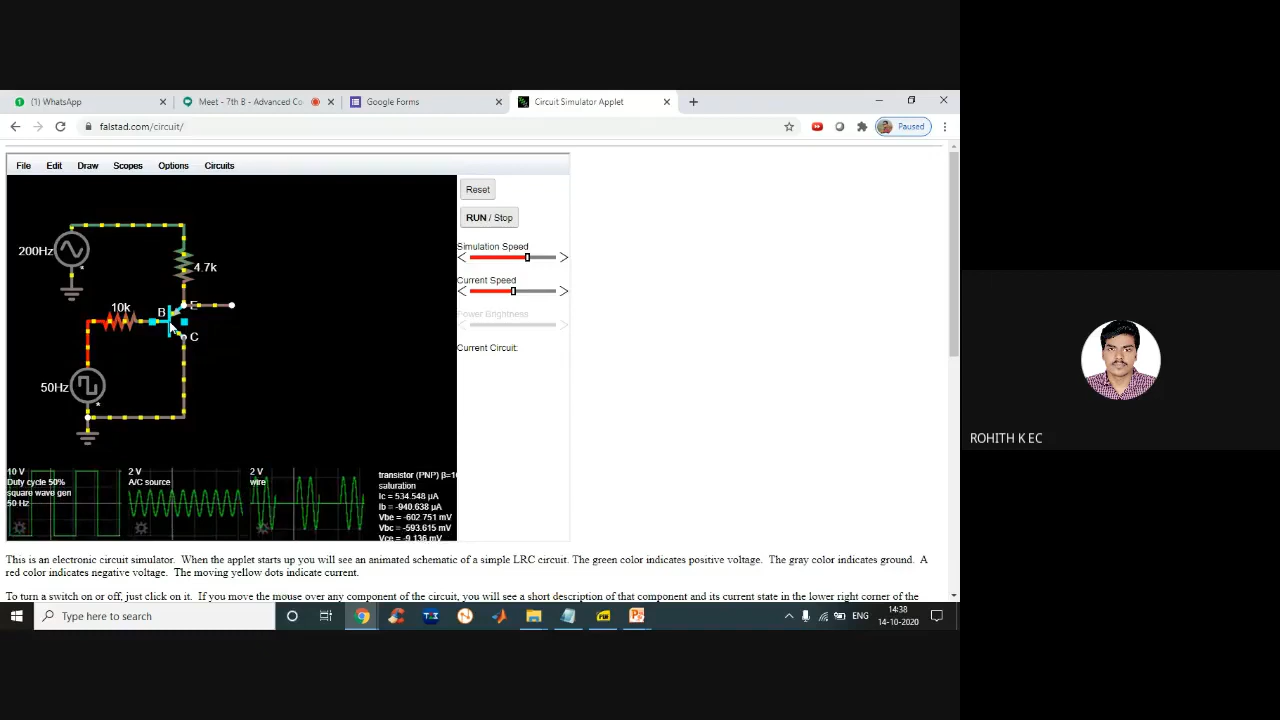 (1) WhatsApp
Meet - 7th B - Advanced Co
Google Forms
Circuit Simulator Applet
falstad.com/circuit/
Paused
File Edit Draw Scopes Options Circuits
Reset
RUN / Stop
Simulation Speed
Current Speed
Power Brightness
Current Circuit:
200Hz
4.7k
10k
B
E
C
50Hz
10 V
Duty cycle 50%
square wave gen
50 Hz
2 V
A/C source
2 V
wire
transistor (PNP) β=1
saturation
Ic = 534.548 μA
Ib = -940.638 μA
Vbe = -602.751 mV
Vbc = -593.615 mV
Vce = -9.136 mV
This is an electronic circuit simulator. When the applet starts up you will see an animated schematic of a simple LRC circuit. The green color indicates positive voltage. The gray color indicates ground. A
red color indicates negative voltage. The moving yellow dots indicate current.
To turn a switch on or off, just click on it. If you move the mouse over any component of the circuit, you will see a short description of that component and its current state in the lower right corner of the
Type here to search
ENG
14:38
14-10-2020
ROHITH K EC